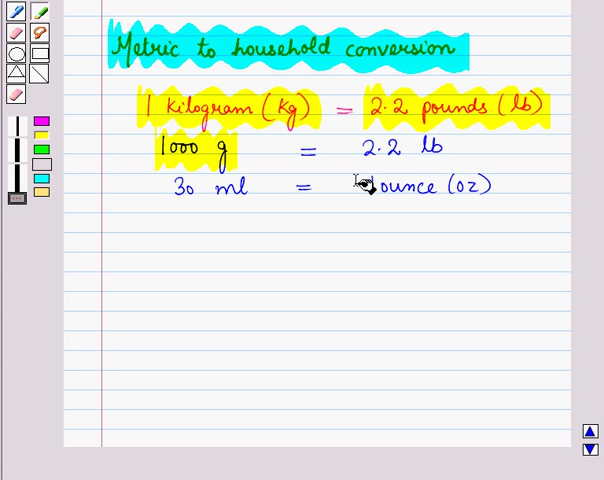 Metric to household conversion
1 Kilogram (Kg) = 2.2 pounds (lb)
1000 g = 2.2 lb
30 ml = 1 ounce (oz)